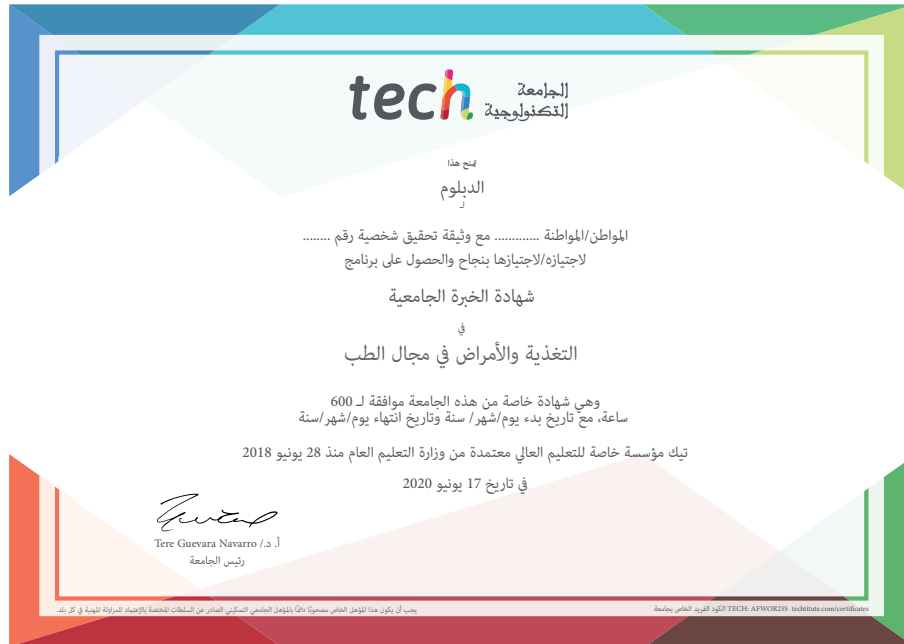 tech الجامعة
التكنولوجية
يمنح هذا
الدبلوم
لـ
المواطن/المواطنة ............. مع وثيقة تحقيق شخصية رقم ........
لاجتيازه/لاجتيازها بنجاح والحصول على برنامج
شهادة الخبرة الجامعية
في
التغذية والأمراض في مجال الطب
وهي شهادة خاصة من هذه الجامعة موافقة لـ 600
ساعة، مع تاريخ بدء يوم/شهر/ سنة وتاريخ انتهاء يوم/شهر/سنة
تيك مؤسسة خاصة للتعليم العالي معتمدة من وزارة التعليم العام منذ 28 يونيو 2018
في تاريخ 17 يونيو 2020
أ. د./ Tere Guevara Navarro
رئيس الجامعة
يجب أن يكون هذا المؤهل الخاص مصحوبًا دائمًا بالمؤهل الجامعي التمكيني الصادر عن السلطات المختصة بالإعتماد للمزاولة المهنية في كل بلد.
الكود الفريد الخاص بجامعة TECH: AFWOR23S techtitute.com/certificates